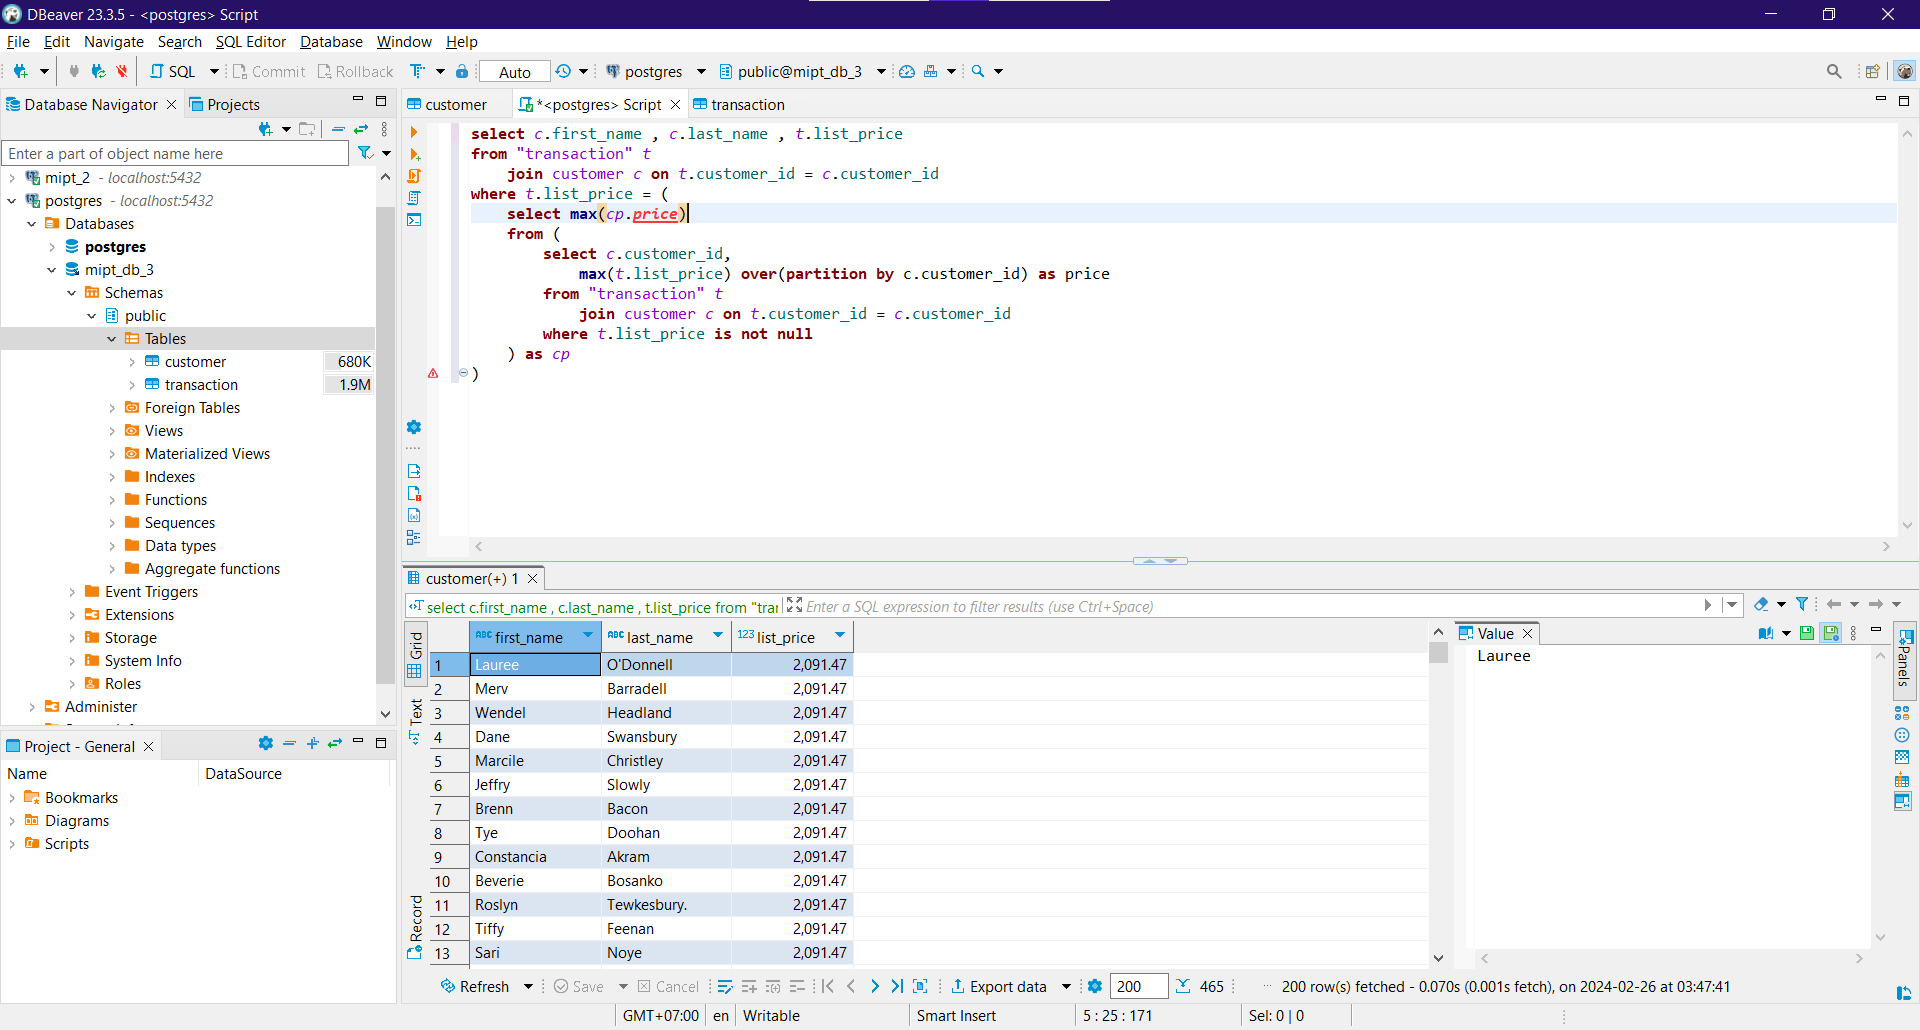 DBeaver 23.3.5 - <postgres> Script
File Edit Navigate Search SQL Editor Database Window Help
SQL Commit Rollback Auto postgres public@mipt_db_3
Database Navigator Projects
Enter a part of object name here
mipt_2 - localhost:5432
postgres - localhost:5432
Databases
postgres
mipt_db_3
Schemas
public
Tables
customer 680K
transaction 1.9M
Foreign Tables
Views
Materialized Views
Indexes
Functions
Sequences
Data types
Aggregate functions
Event Triggers
Extensions
Storage
System Info
Roles
Administer
Project - General
Name DataSource
Bookmarks
Diagrams
Scripts
customer *<postgres> Script transaction
select c.first_name , c.last_name , t.list_price
from "transaction" t
join customer c on t.customer_id = c.customer_id
where t.list_price = (
select max(cp.price)
from (
select c.customer_id,
max(t.list_price) over(partition by c.customer_id) as price
from "transaction" t
join customer c on t.customer_id = c.customer_id
where t.list_price is not null
) as cp
)
customer(+) 1
select c.first_name , c.last_name , t.list_price from "tran Enter a SQL expression to filter results (use Ctrl+Space)
Grid
Text
Record
ABC first_name ABC last_name 123 list_price
1 Lauree O'Donnell 2,091.47
2 Merv Barradell 2,091.47
3 Wendel Headland 2,091.47
4 Dane Swansbury 2,091.47
5 Marcile Christley 2,091.47
6 Jeffry Slowly 2,091.47
7 Brenn Bacon 2,091.47
8 Tye Doohan 2,091.47
9 Constancia Akram 2,091.47
10 Beverie Bosanko 2,091.47
11 Roslyn Tewkesbury. 2,091.47
12 Tiffy Feenan 2,091.47
13 Sari Noye 2,091.47
Value
Lauree
Panels
Refresh Save Cancel Export data 200 465 200 row(s) fetched - 0.070s (0.001s fetch), on 2024-02-26 at 03:47:41
GMT+07:00 en Writable Smart Insert 5 : 25 : 171 Sel: 0 | 0